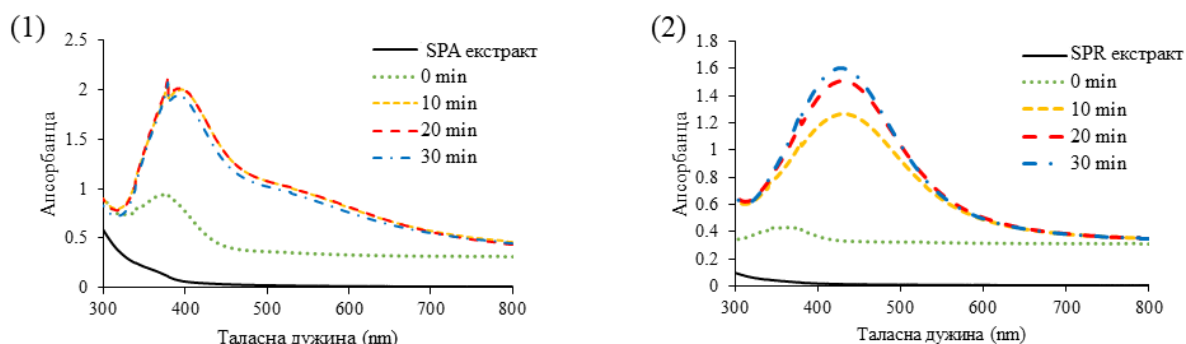 (1)
2.5
2
1.5
1
0.5
0
300 400 500 600 700 800
Апсорбанца
Таласна дужина (nm)
SPA екстракт
0 min
10 min
20 min
30 min
(2)
1.8
1.6
1.4
1.2
1
0.8
0.6
0.4
0.2
0
300 400 500 600 700 800
Апсорбанца
Таласна дужина (nm)
SPR екстракт
0 min
10 min
20 min
30 min